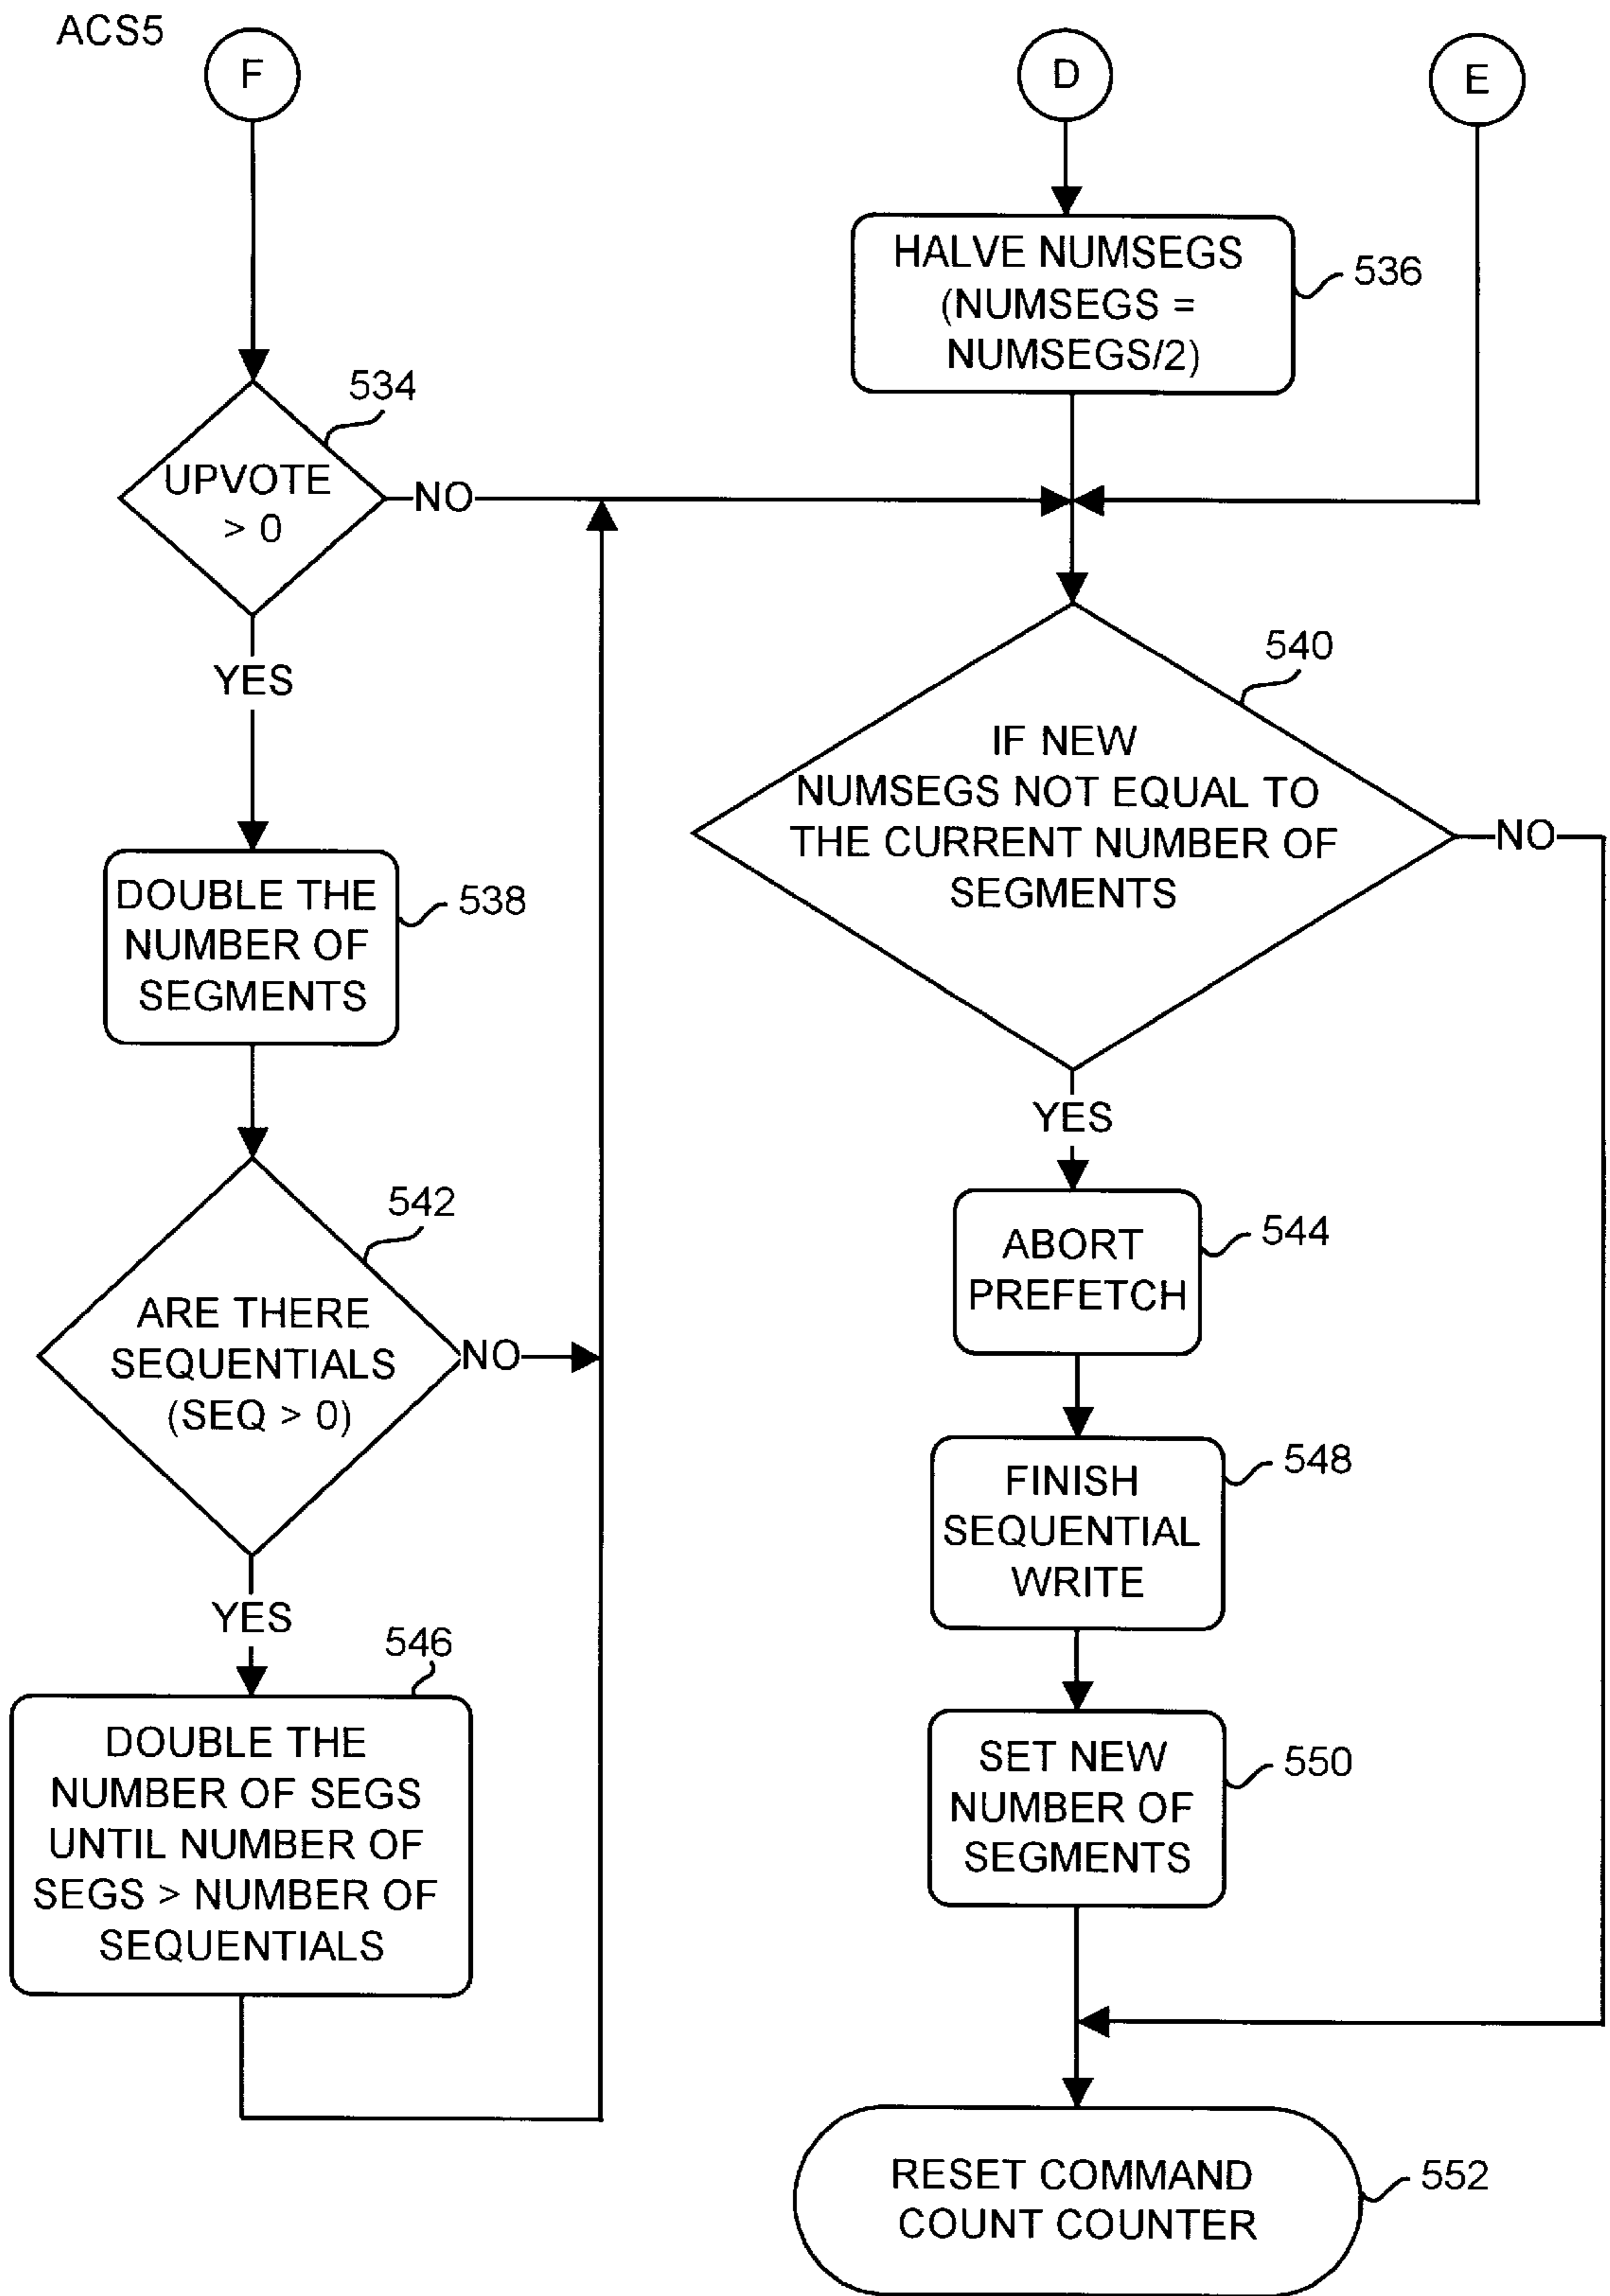 ACS5
F
D
E
HALVE NUMSEGS
(NUMSEGS =
NUMSEGS/2)
536
534
UPVOTE
> 0
NO
YES
540
IF NEW
NUMSEGS NOT EQUAL TO
THE CURRENT NUMBER OF
SEGMENTS
NO
DOUBLE THE
NUMBER OF
SEGMENTS
538
YES
542
ARE THERE
SEQUENTIALS
(SEQ > 0)
NO
ABORT
PREFETCH
544
YES
546
FINISH
SEQUENTIAL
WRITE
548
DOUBLE THE
NUMBER OF SEGS
UNTIL NUMBER OF
SEGS > NUMBER OF
SEQUENTIALS
SET NEW
NUMBER OF
SEGMENTS
550
RESET COMMAND
COUNT COUNTER
552